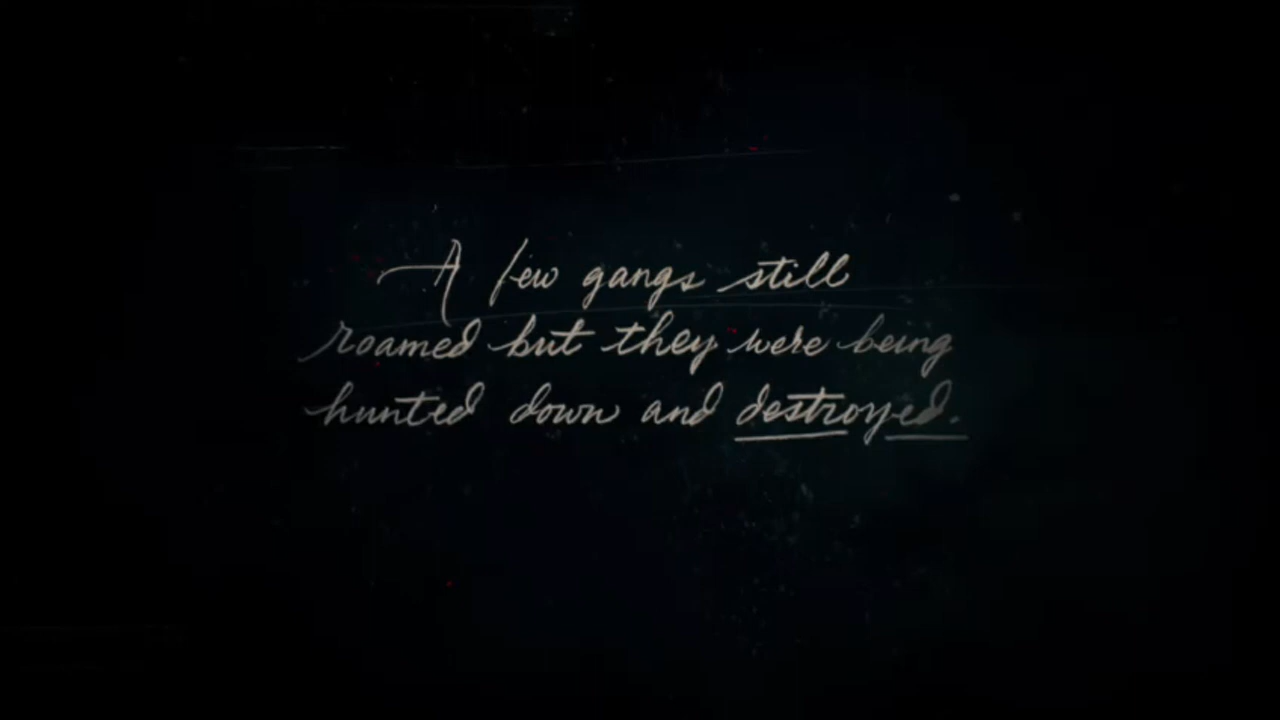 A few gangs still
roamed but they were being
hunted down and destroyed.